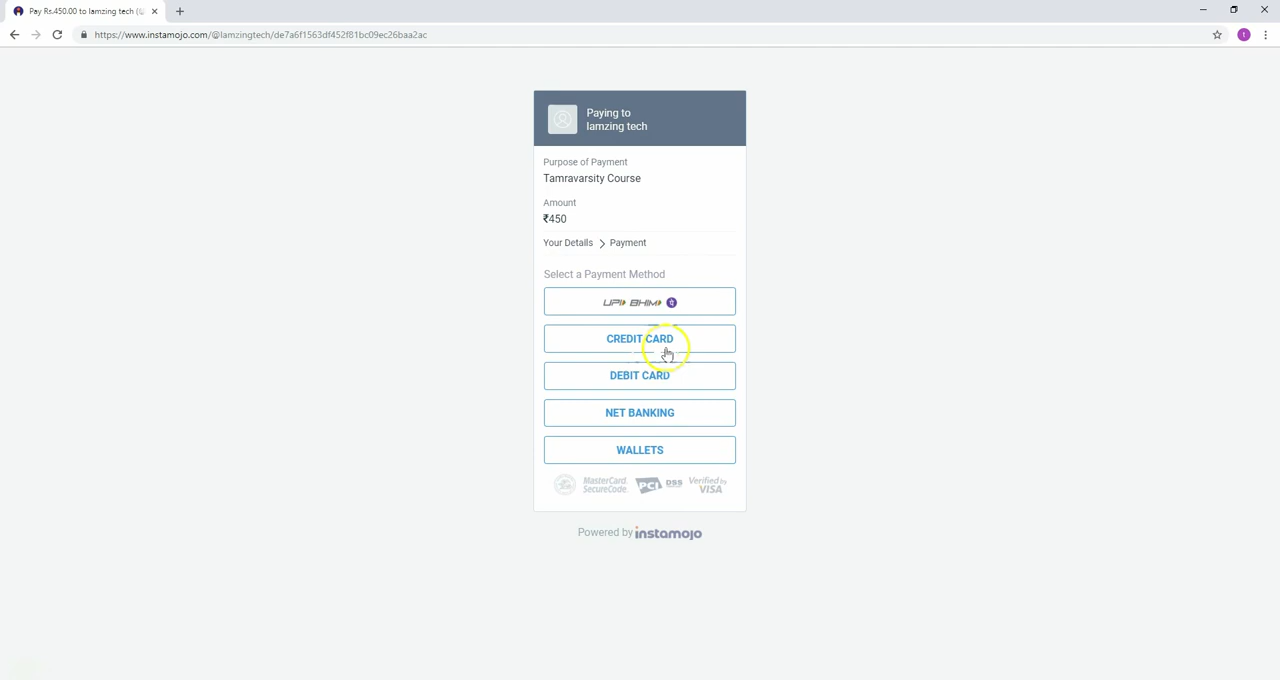 Pay Rs.450.00 to lamzing tech (
https://www.instamojo.com/@lamzingtech/de7a6f1563df452f81bc09ec26baa2ac
t
Paying to
lamzing tech
Purpose of Payment
Tamravarsity Course
Amount
₹450
Your Details > Payment
Select a Payment Method
UPI BHIM पे
CREDIT CARD
DEBIT CARD
NET BANKING
WALLETS
MasterCard. SecureCode. PCI DSS Verified by VISA
Powered by instamojo